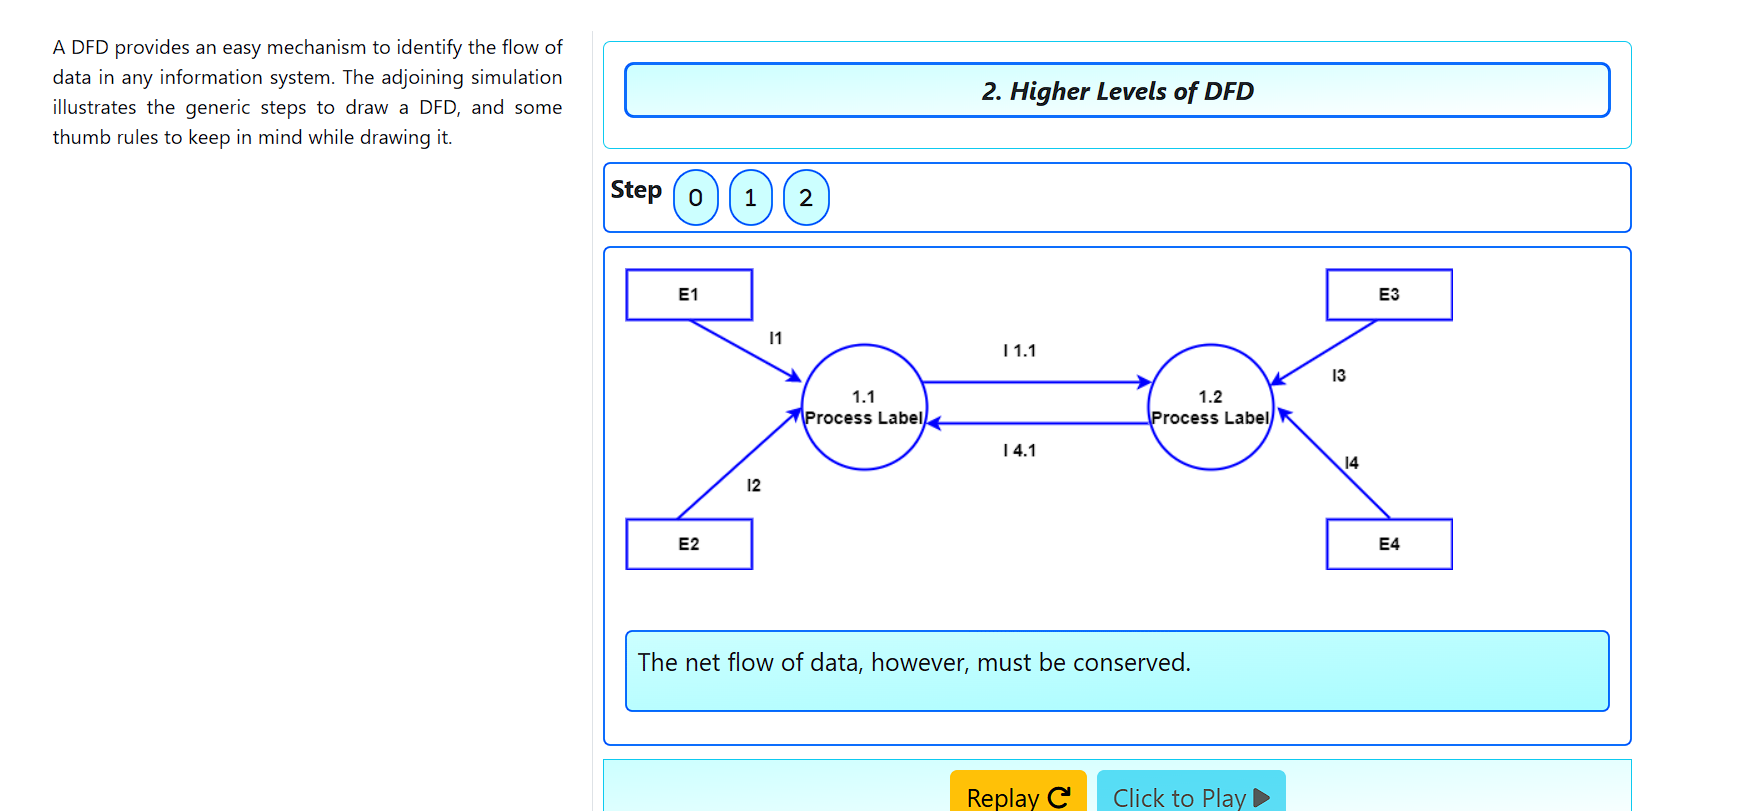 A DFD provides an easy mechanism to identify the flow of
data in any information system. The adjoining simulation
illustrates the generic steps to draw a DFD, and some
thumb rules to keep in mind while drawing it.
2. Higher Levels of DFD
Step 0 1 2
E1
E3
I1
I 1.1
I3
1.1
Process Label
1.2
Process Label
I 4.1
I4
I2
E2
E4
The net flow of data, however, must be conserved.
Replay
Click to Play